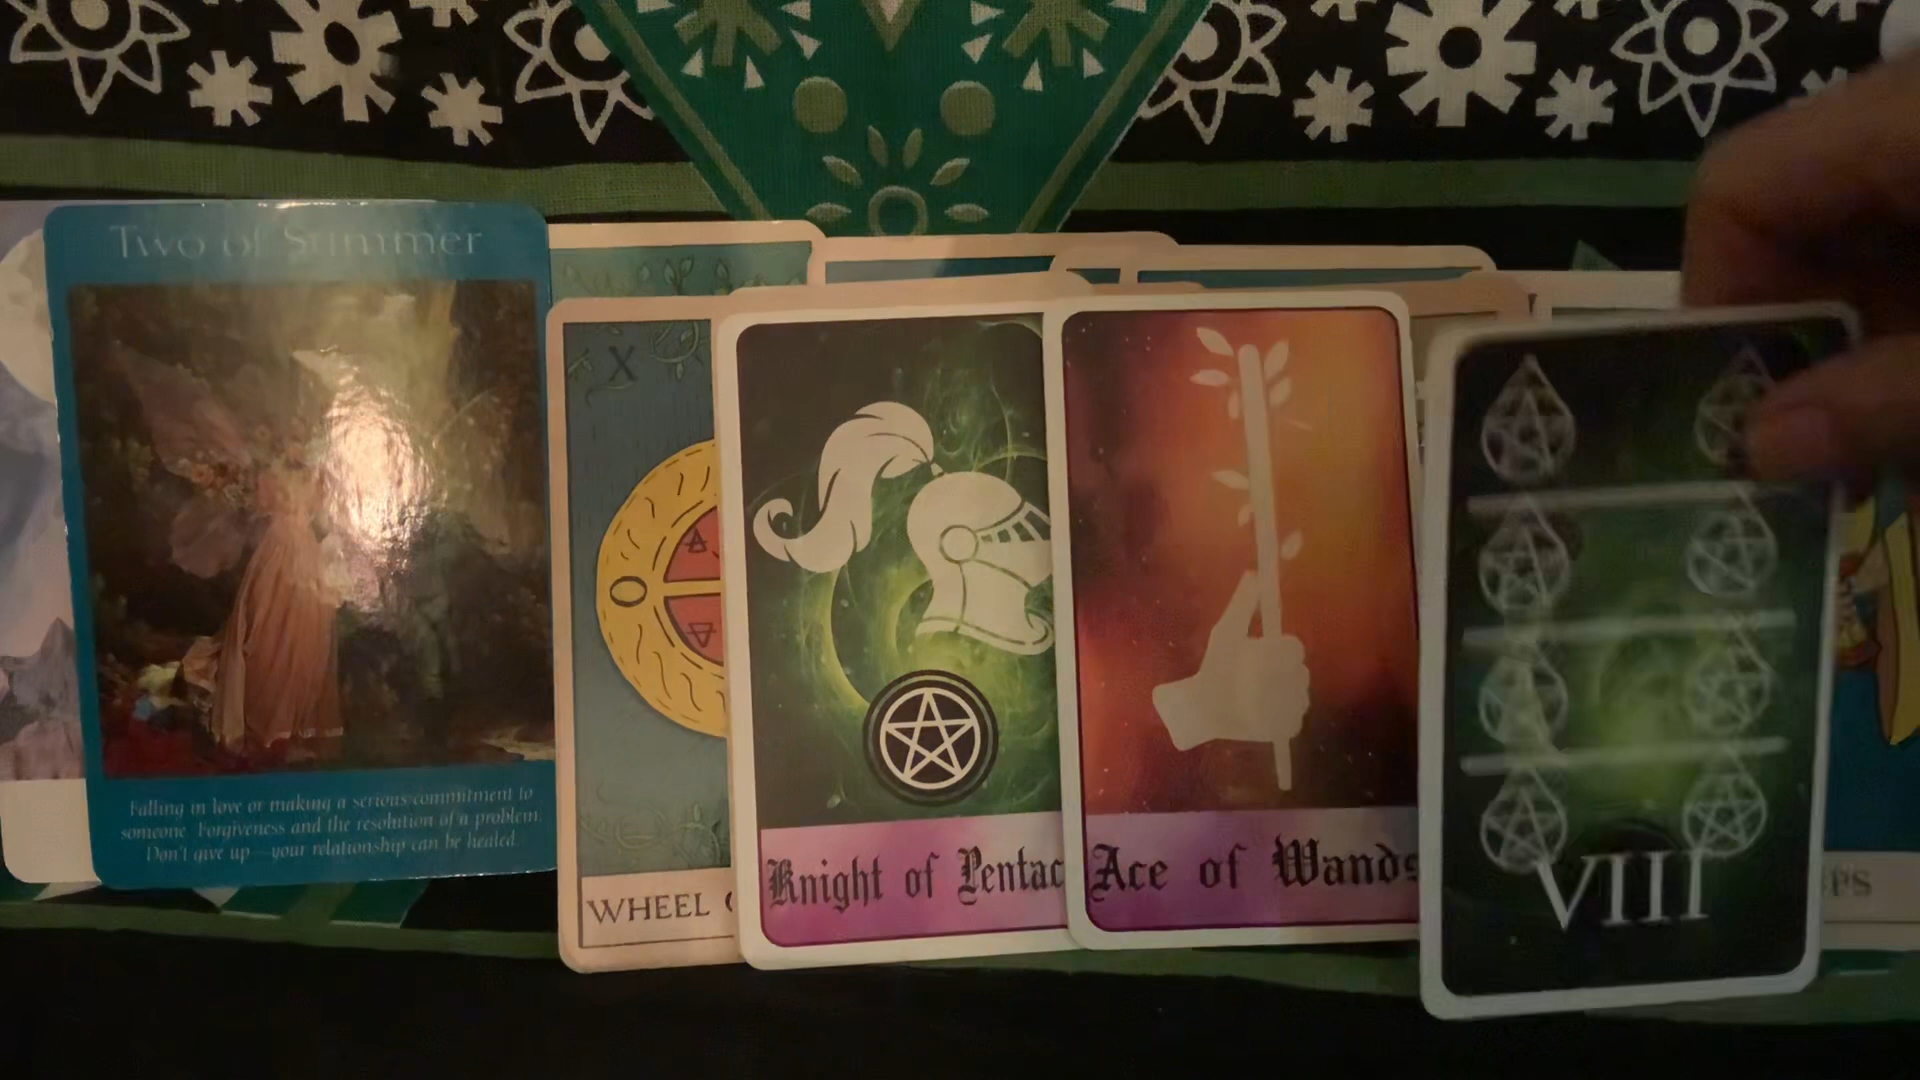 Two of Summer
Falling in love or making a serious commitment to
someone. Forgiveness and the resolution of a problem.
Don't give up—your relationship can be healed.
X
WHEEL
Knight of Pentac
Ace of Wands
VIII